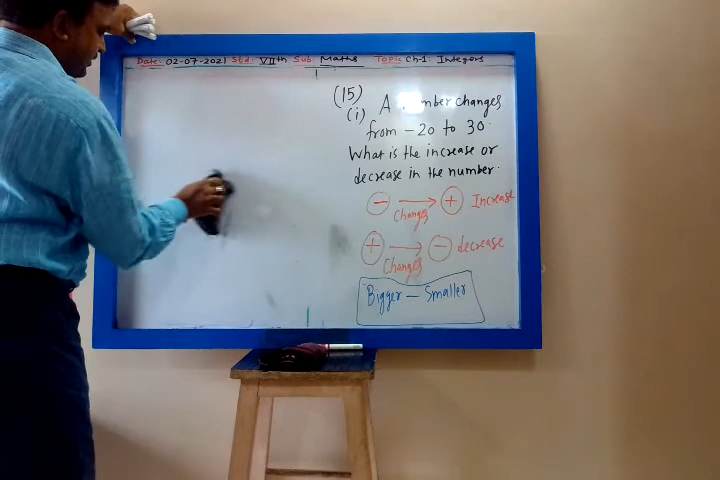 Date: 02-07-2021 Std: VIIth Sub: Maths Topic Ch-1: Integers
(15)
(i) A number changes
from -20 to 30.
What is the increase or
decrease in the number.
- → + Increase
Changes
+ → - decrease
Changes
Bigger - Smaller